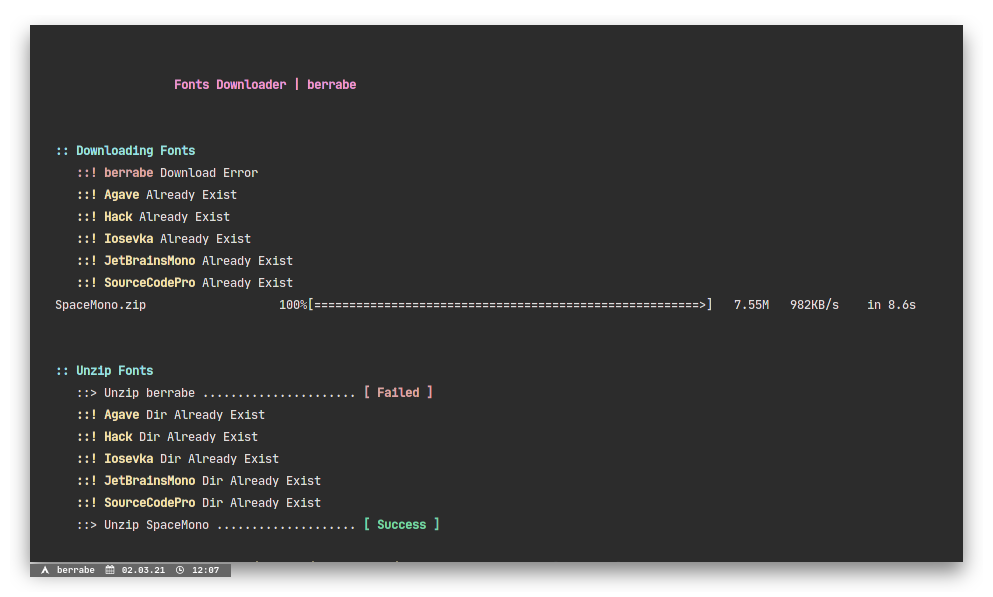 Fonts Downloader | berrabe
:: Downloading Fonts
::! berrabe Download Error
::! Agave Already Exist
::! Hack Already Exist
::! Iosevka Already Exist
::! JetBrainsMono Already Exist
::! SourceCodePro Already Exist
SpaceMono.zip 100%[=======================================================>] 7.55M 982KB/s in 8.6s
:: Unzip Fonts
::> Unzip berrabe ...................... [ Failed ]
::! Agave Dir Already Exist
::! Hack Dir Already Exist
::! Iosevka Dir Already Exist
::! JetBrainsMono Dir Already Exist
::! SourceCodePro Dir Already Exist
::> Unzip SpaceMono .................... [ Success ]
berrabe 02.03.21 12:07